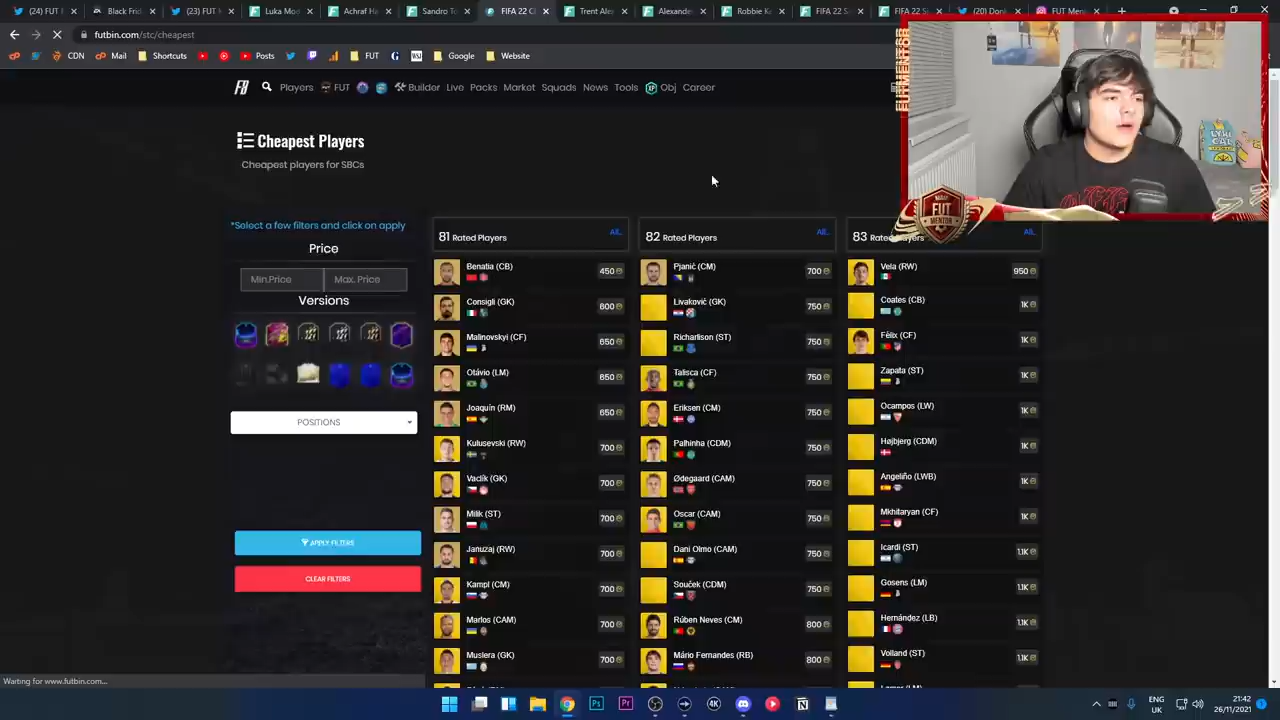 (23) FUT
Black Frid
(23) FUT
Luka Mod
Achraf Ha
Sandro To
FIFA 22 C
Trent Alex
Alexandre
Robbie K
FIFA 22 S
(20) Doni
FUT Mento
futbin.com/stc/cheapest
CDN
Mail
Shortcuts
Posts
FUT
Google
Website
Players
FUT
Builder
Live
Packs
Market
Squads
News
Tools
XP
Obj
Career
Cheapest Players
Cheapest players for SBCs
*Select a few filters and click on apply
Price
Min.Price
Max. Price
Versions
POSITIONS
APPLY FILTERS
CLEAR FILTERS
81 Rated Players
All..
Benatia (CB)
450
Consigli (GK)
600
Malinovskyi (CF)
650
Otávio (LM)
650
Joaquín (RM)
650
Kulusevski (RW)
700
Vaclík (GK)
700
Milik (ST)
700
Januzaj (RW)
700
Kampl (CM)
700
Marlos (CAM)
700
Muslera (GK)
700
82 Rated Players
All..
Pjanić (CM)
700
Livaković (GK)
750
Richarlison (ST)
750
Talisca (CF)
750
Eriksen (CM)
750
Palhinha (CDM)
750
Ødegaard (CAM)
750
Oscar (CAM)
750
Dani Olmo (CAM)
750
Souček (CDM)
750
Rúben Neves (CM)
800
Mário Fernandes (RB)
800
83 Rated Players
All..
Vela (RW)
950
Coates (CB)
1K
Félix (CF)
1K
Zapata (ST)
1K
Ocampos (LW)
1K
Højbjerg (CDM)
1K
Angeliño (LWB)
1K
Mkhitaryan (CF)
1K
Icardi (ST)
1.1K
Gosens (LM)
1.1K
Hernández (LB)
1.1K
Volland (ST)
1.1K
FUTMENTOR
FUT
MENTOR
Waiting for www.futbin.com...
ENG
UK
21:42
26/11/2021